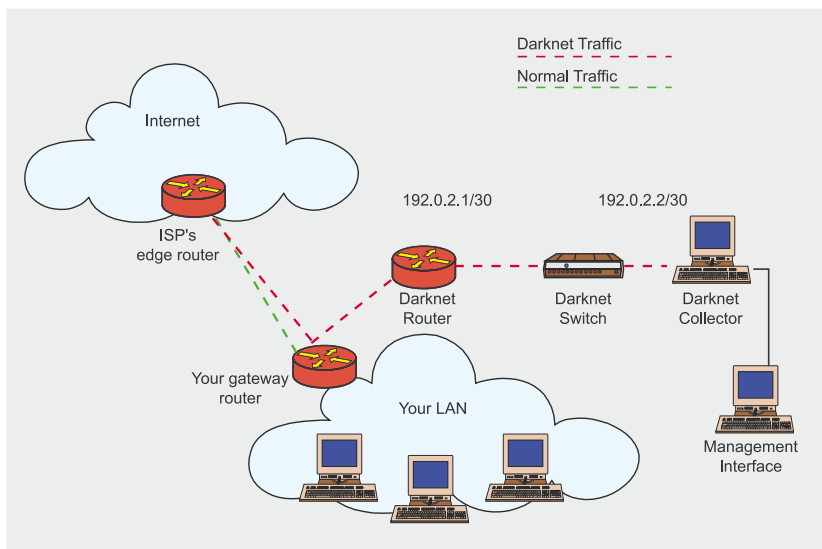 Darknet Traffic
Normal Traffic
Internet
ISP's
edge router
192.0.2.1/30
192.0.2.2/30
Darknet
Router
Darknet
Switch
Darknet
Collector
Your gateway
router
Your LAN
Management
Interface